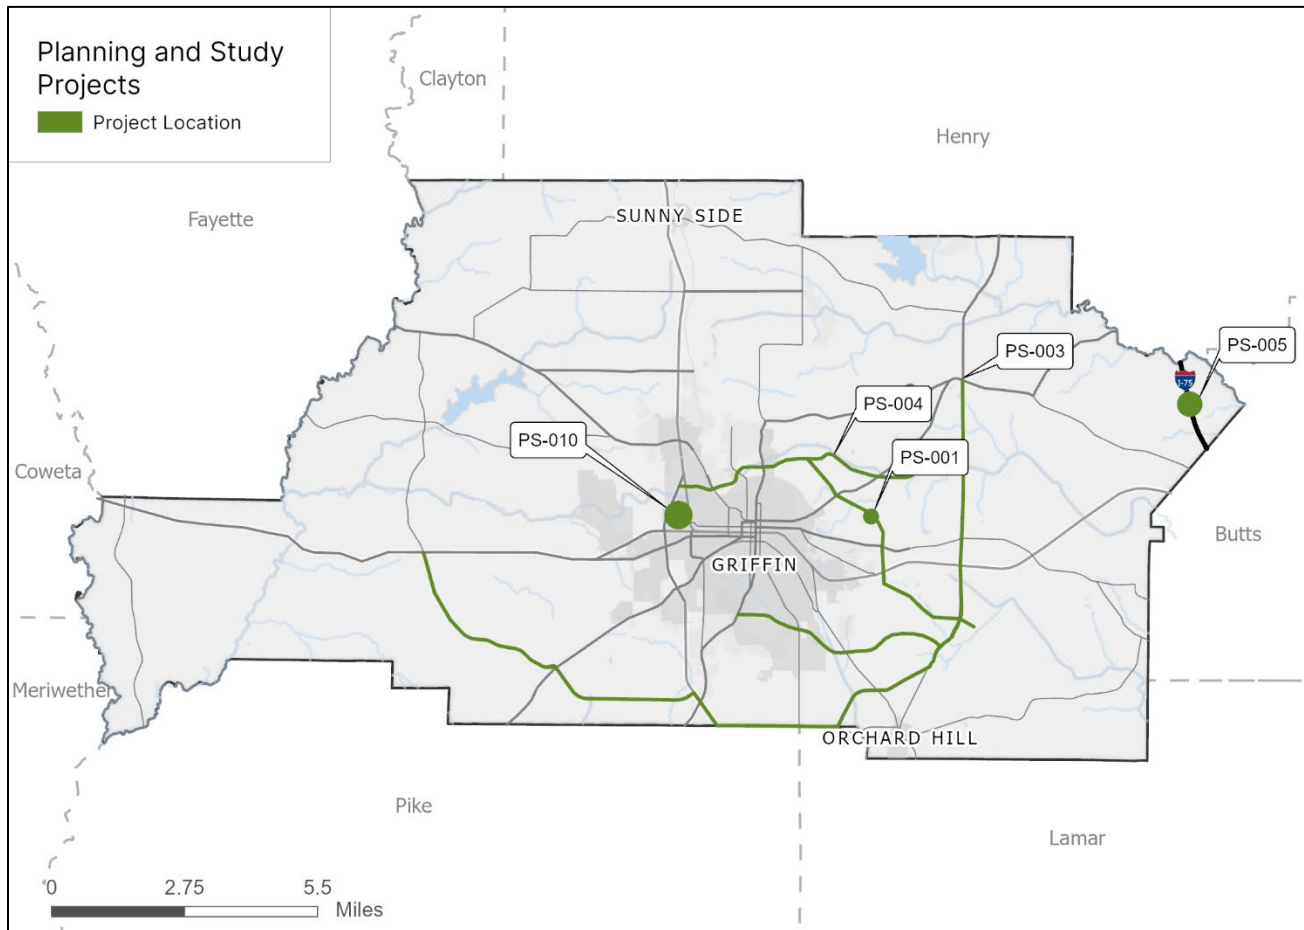 Planning and Study
Projects
Project Location
Clayton
Henry
Fayette
SUNNY SIDE
PS-005
PS-003
I-75
PS-004
PS-010
PS-001
Coweta
Butts
GRIFFIN
Meriwether
ORCHARD HILL
Pike
Lamar
0 2.75 5.5
Miles